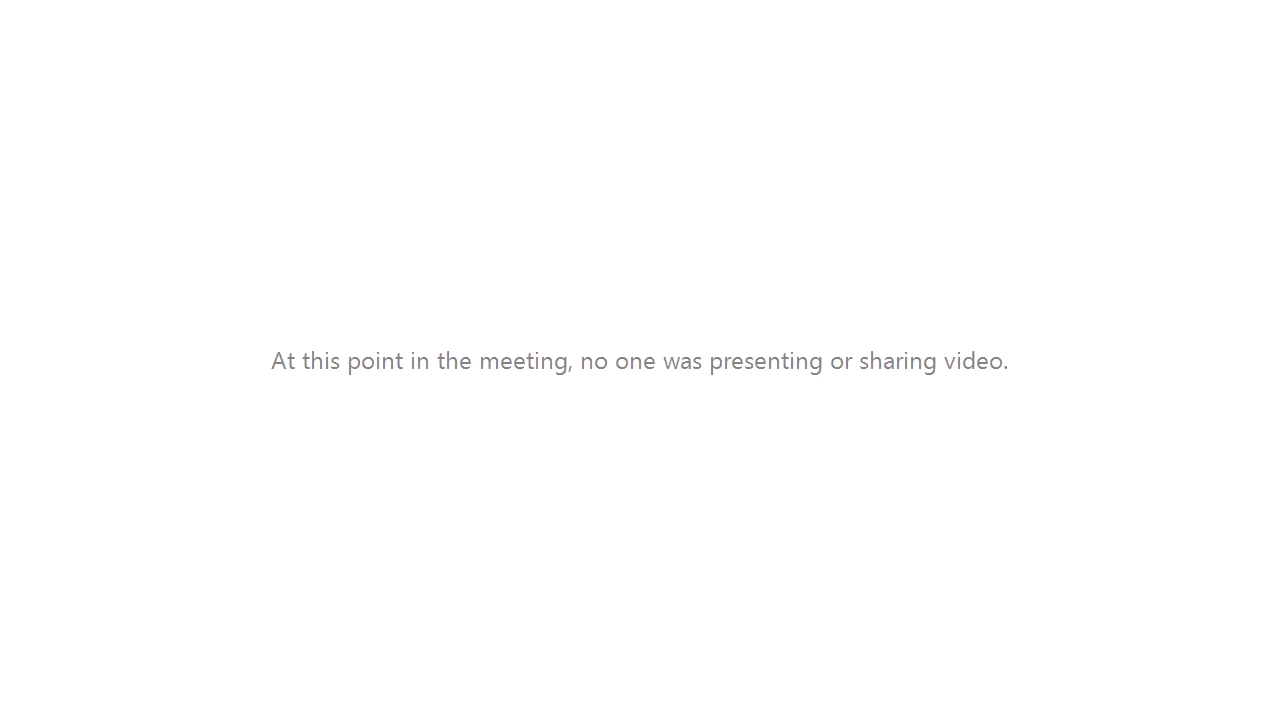 At this point in the meeting, no one was presenting or sharing video.